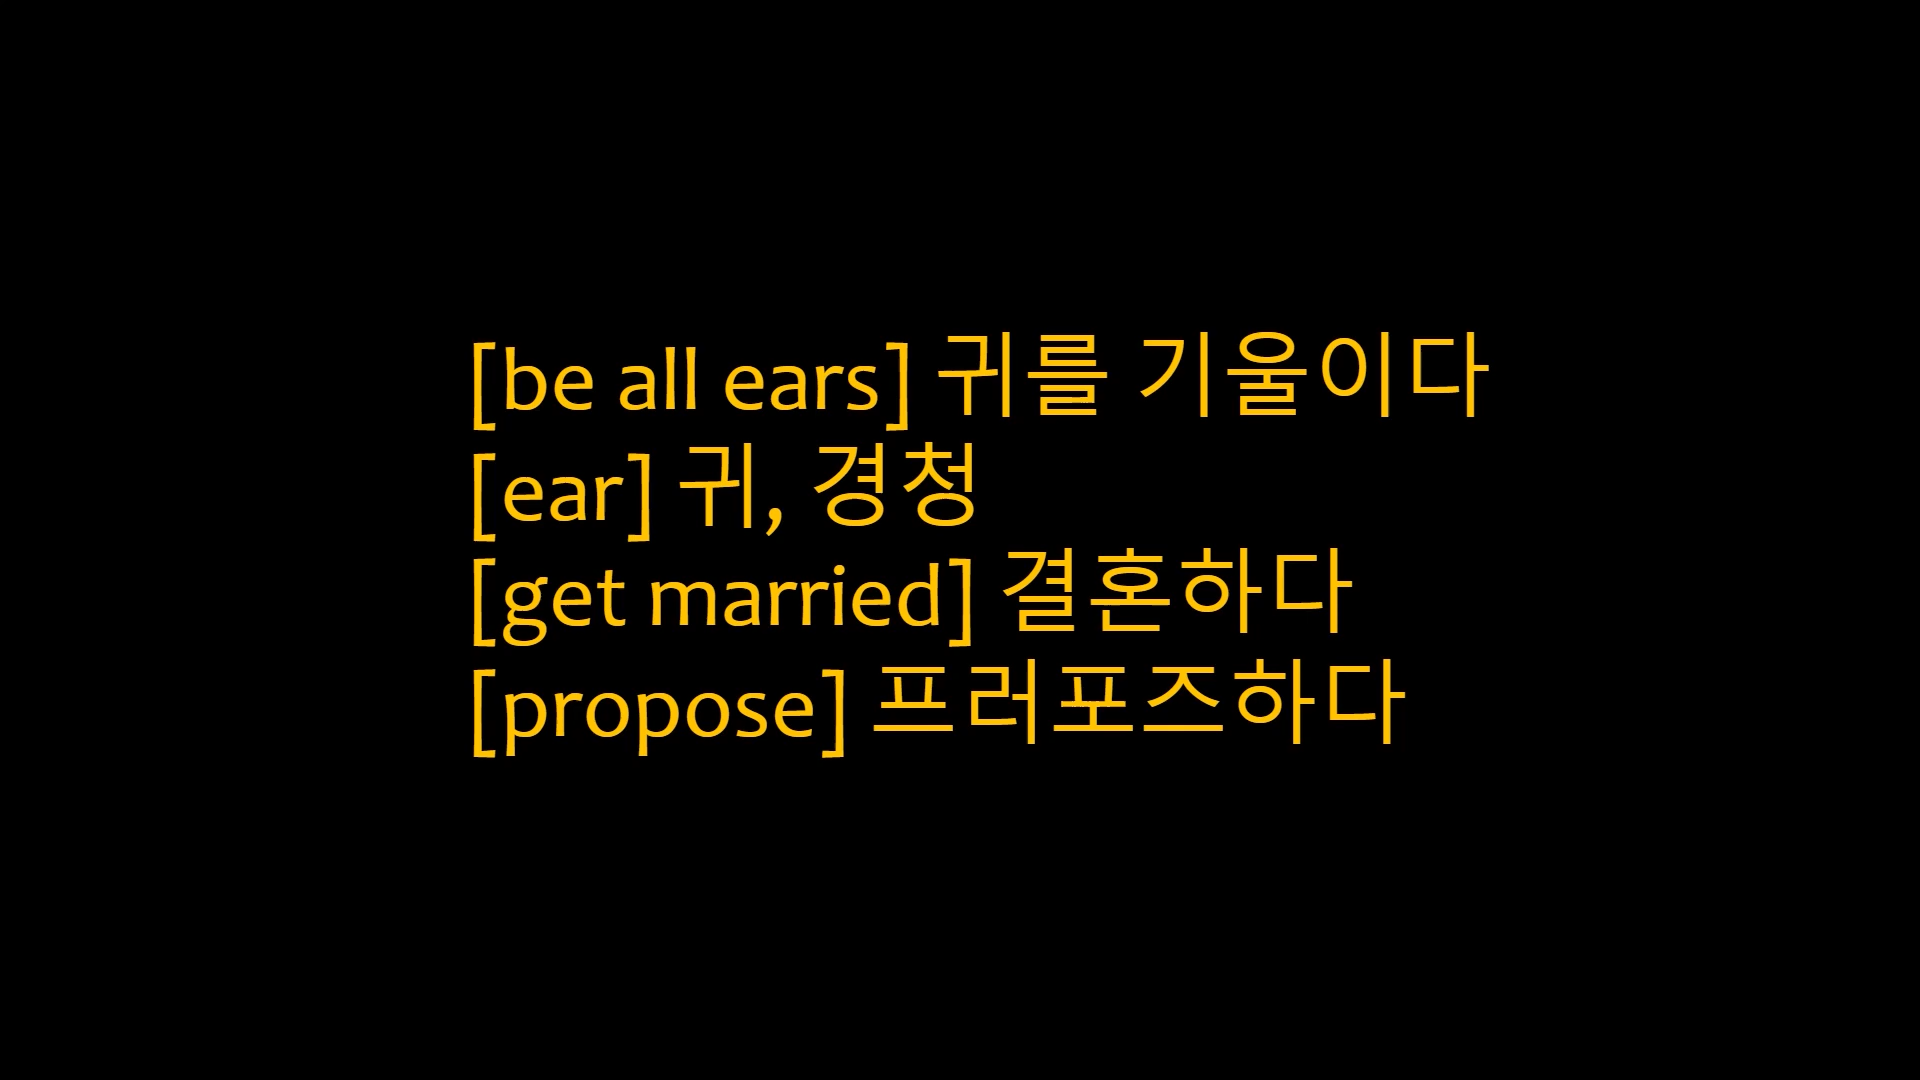 [be all ears] 귀를 기울이다
[ear] 귀, 경청
[get married] 결혼하다
[propose] 프러포즈하다